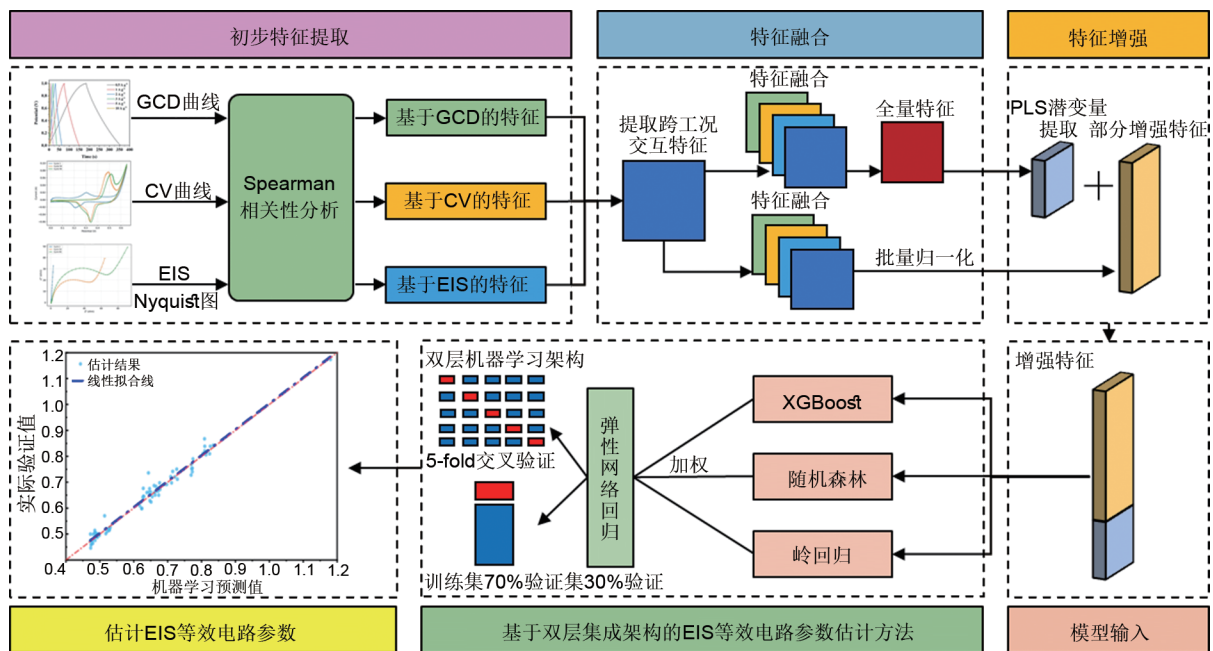 初步特征提取
特征融合
特征增强
GCD曲线
CV曲线
EIS
Nyquist图
Spearman
相关性分析
基于GCD的特征
基于CV的特征
基于EIS的特征
提取跨工况
交互特征
特征融合
全量特征
特征融合
批量归一化
PLS潜变量
提取
部分增强特征
1.2
1.1
1.0
0.9
0.8
0.7
0.6
0.5
0.4
0.5
0.6
0.7
0.8
0.9
1.0
1.1
1.2
估计结果
线性拟合线
实际验证值
机器学习预测值
双层机器学习架构
5-fold交叉验证
训练集70%验证集30%验证
弹性网络回归
加权
XGBoost
随机森林
岭回归
增强特征
估计EIS等效电路参数
基于双层集成架构的EIS等效电路参数估计方法
模型输入